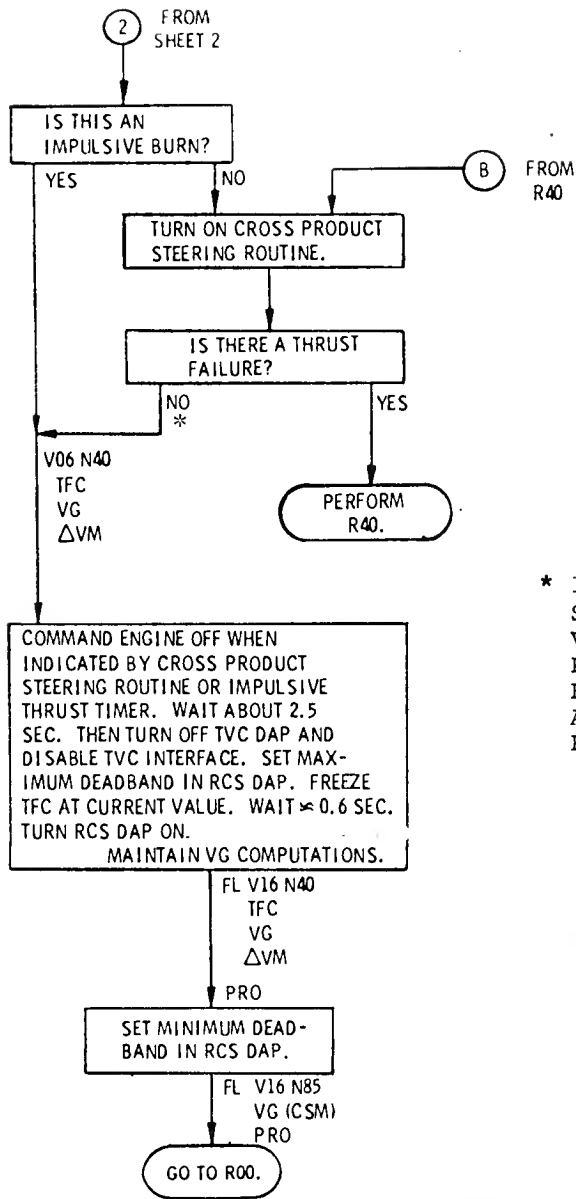 2 FROM
SHEET 2
IS THIS AN
IMPULSIVE BURN?
YES
NO
B FROM
R40
TURN ON CROSS PRODUCT
STEERING ROUTINE.
IS THERE A THRUST
FAILURE?
NO
*
YES
V06 N40
TFC
VG
△VM
PERFORM
R40.
*
COMMAND ENGINE OFF WHEN
INDICATED BY CROSS PRODUCT
STEERING ROUTINE OR IMPULSIVE
THRUST TIMER. WAIT ABOUT 2.5
SEC. THEN TURN OFF TVC DAP AND
DISABLE TVC INTERFACE. SET MAX-
IMUM DEADBAND IN RCS DAP. FREEZE
TFC AT CURRENT VALUE. WAIT ≈ 0.6 SEC.
TURN RCS DAP ON.
MAINTAIN VG COMPUTATIONS.
FL V16 N40
TFC
VG
△VM
PRO
SET MINIMUM DEAD-
BAND IN RCS DAP.
FL V16 N85
VG (CSM)
PRO
GO TO R00.